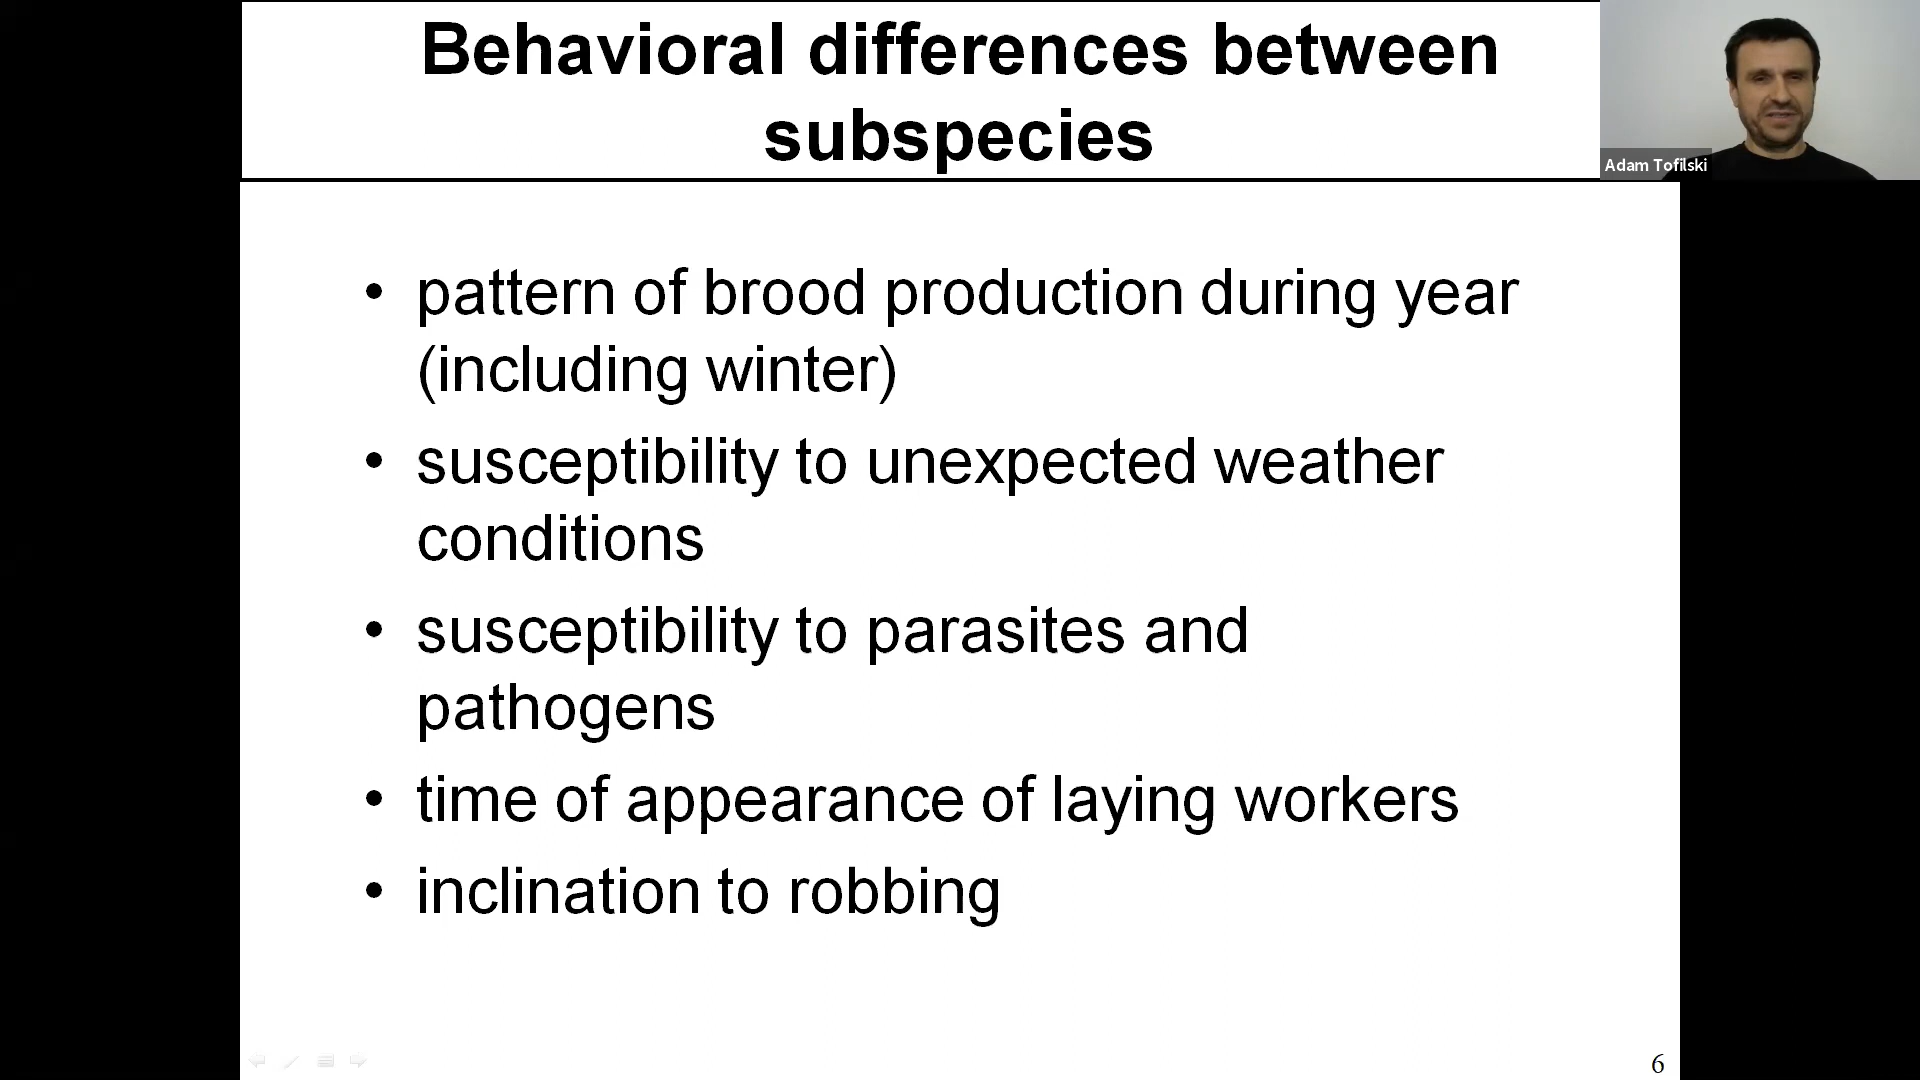 Behavioral differences between
subspecies
Adam Tofilski
• pattern of brood production during year
(including winter)
• susceptibility to unexpected weather
conditions
• susceptibility to parasites and
pathogens
• time of appearance of laying workers
• inclination to robbing
6